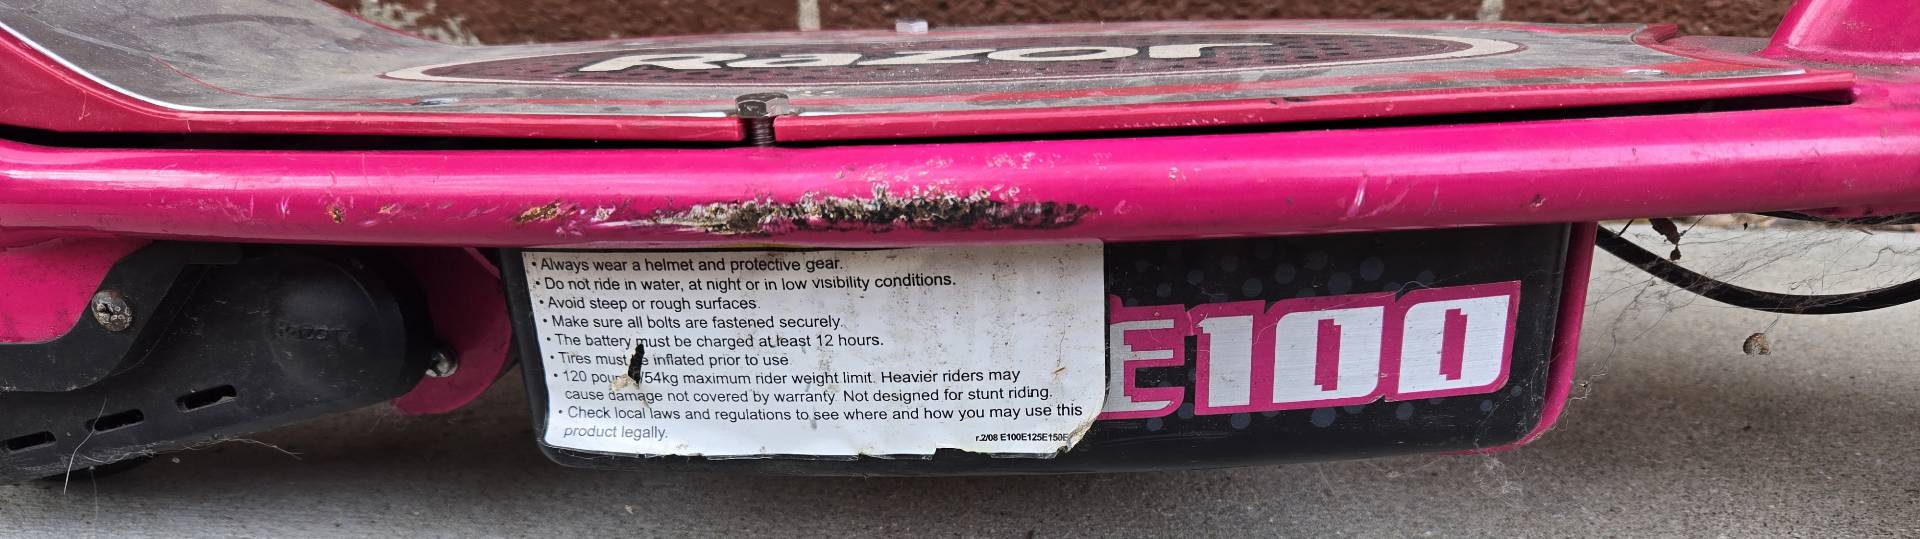 Razor
• Always wear a helmet and protective gear.
• Do not ride in water, at night or in low visibility conditions.
• Avoid steep or rough surfaces.
• Make sure all bolts are fastened securely.
• The battery must be charged at least 12 hours.
• Tires must be inflated prior to use
• 120 /54kg maximum rider weight limit. Heavier riders may
cause damage not covered by warranty. Not designed for stunt riding.
• Check local laws and regulations to see where and how you may use this
product legally.
r.2/08 E100E125E150E
E100
RAZOR